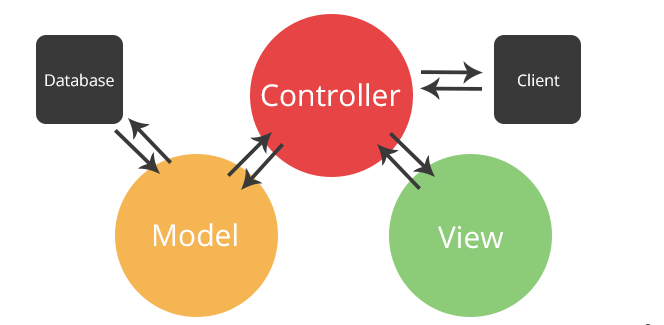 Database
Controller
Client
Model
View